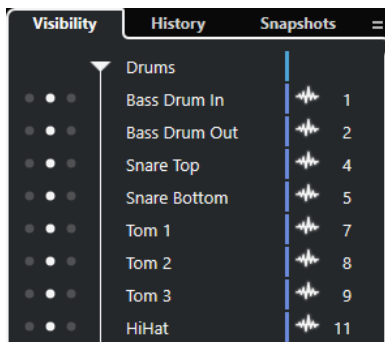 Visibility History Snapshots
Drums
Bass Drum In 1
Bass Drum Out 2
Snare Top 4
Snare Bottom 5
Tom 1 7
Tom 2 8
Tom 3 9
HiHat 11